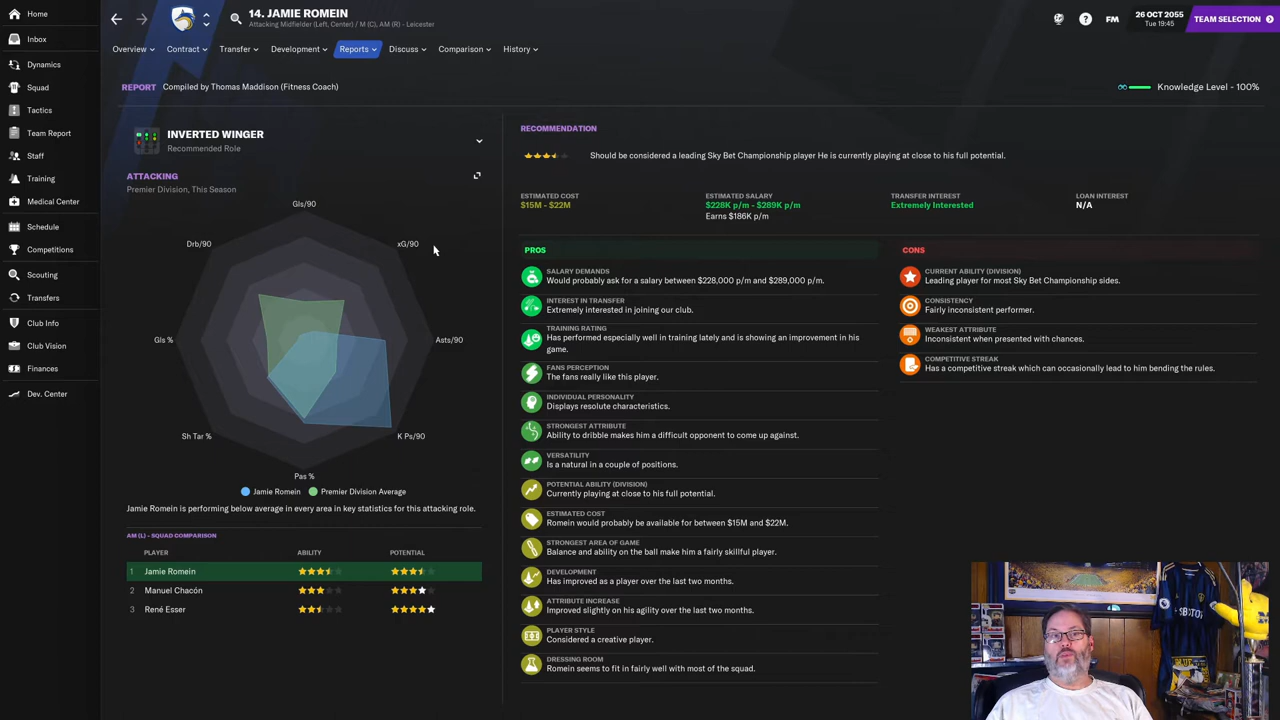 14. JAMIE ROMEIN
Attacking Midfielder (Left, Center) / M (C), AM (R) - Leicester
FM
26 OCT 2055
Tue 19:45
TEAM SELECTION
Overview
Contract
Transfer
Development
Reports
Discuss
Comparison
History
Home
Inbox
Dynamics
Squad
Tactics
Team Report
Staff
Training
Medical Center
Schedule
Competitions
Scouting
Transfers
Club Info
Club Vision
Finances
Dev. Center
REPORT Compiled by Thomas Maddison (Fitness Coach)
Knowledge Level - 100%
INVERTED WINGER
Recommended Role
ATTACKING
Premier Division, This Season
Gls/90
xG/90
Asts/90
K Ps/90
Pas %
Sh Tar %
Gls %
Drb/90
Jamie Romein
Premier Division Average
Jamie Romein is performing below average in every area in key statistics for this attacking role.
AM (L) - SQUAD COMPARISON
PLAYER ABILITY POTENTIAL
1 Jamie Romein
2 Manuel Chacón
3 René Esser
RECOMMENDATION
Should be considered a leading Sky Bet Championship player He is currently playing at close to his full potential.
ESTIMATED COST
$15M - $22M
ESTIMATED SALARY
$228K p/m - $289K p/m
Earns $186K p/m
TRANSFER INTEREST
Extremely Interested
LOAN INTEREST
N/A
PROS
SALARY DEMANDS
Would probably ask for a salary between $228,000 p/m and $289,000 p/m.
INTEREST IN TRANSFER
Extremely interested in joining our club.
TRAINING RATING
Has performed especially well in training lately and is showing an improvement in his
game.
FANS PERCEPTION
The fans really like this player.
INDIVIDUAL PERSONALITY
Displays resolute characteristics.
STRONGEST ATTRIBUTE
Ability to dribble makes him a difficult opponent to come up against.
VERSATILITY
Is a natural in a couple of positions.
POTENTIAL ABILITY (DIVISION)
Currently playing at close to his full potential.
ESTIMATED COST
Romein would probably be available for between $15M and $22M.
STRONGEST AREA OF GAME
Balance and ability on the ball make him a fairly skillful player.
DEVELOPMENT
Has improved as a player over the last two months.
ATTRIBUTE INCREASE
Improved slightly on his agility over the last two months.
PLAYER STYLE
Considered a creative player.
DRESSING ROOM
Romein seems to fit in fairly well with most of the squad.
CONS
CURRENT ABILITY (DIVISION)
Leading player for most Sky Bet Championship sides.
CONSISTENCY
Fairly inconsistent performer.
WEAKEST ATTRIBUTE
Inconsistent when presented with chances.
COMPETITIVE STREAK
Has a competitive streak which can occasionally lead to him bending the rules.